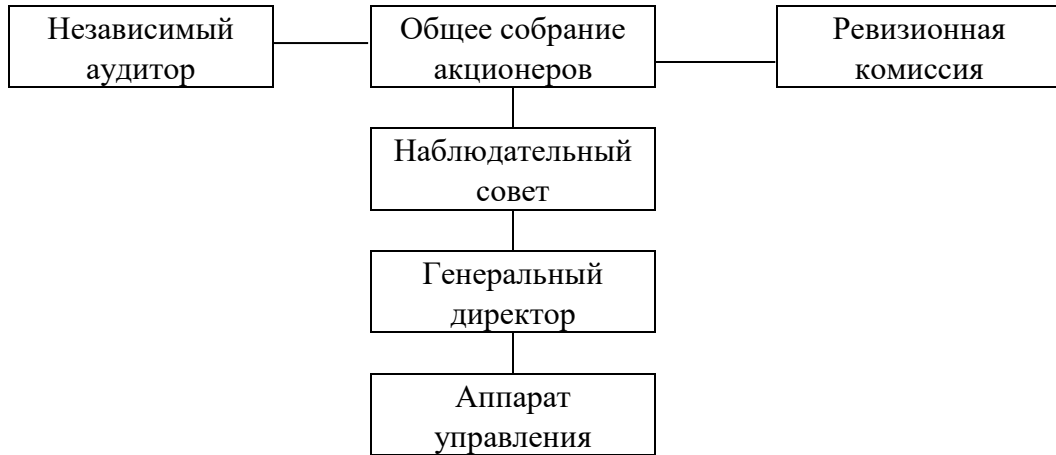 Независимый
аудитор
Общее собрание
акционеров
Ревизионная
комиссия
Наблюдательный
совет
Генеральный
директор
Аппарат
управления